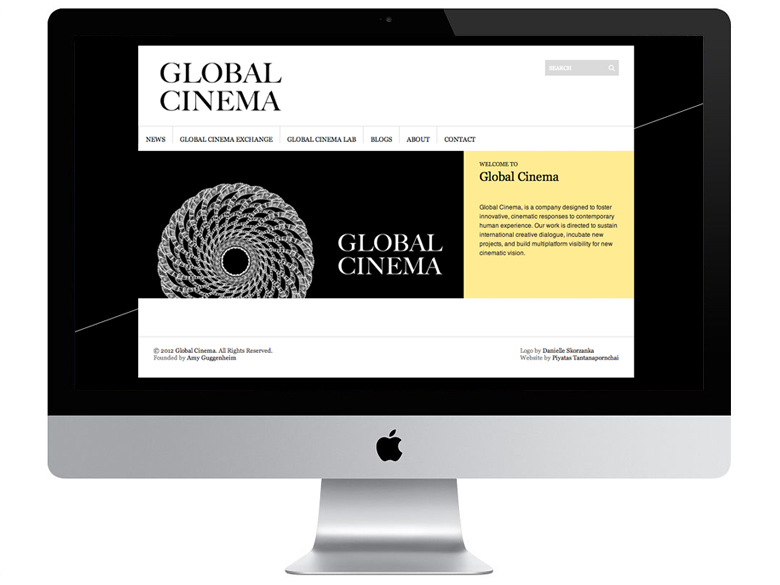 GLOBAL
CINEMA
SEARCH
NEWS
GLOBAL CINEMA EXCHANGE
GLOBAL CINEMA LAB
BLOGS
ABOUT
CONTACT
GLOBAL
CINEMA
WELCOME TO
Global Cinema
Global Cinema, is a company designed to foster
innovative, cinematic responses to contemporary
human experience. Our work is directed to sustain
international creative dialogue, incubate new
projects, and build multiplatform visibility for new
cinematic vision.
© 2012 Global Cinema. All Rights Reserved.
Founded by Amy Guggenheim
Logo by Danielle Skorzanka
Website by Piyatas Tantanapornchai